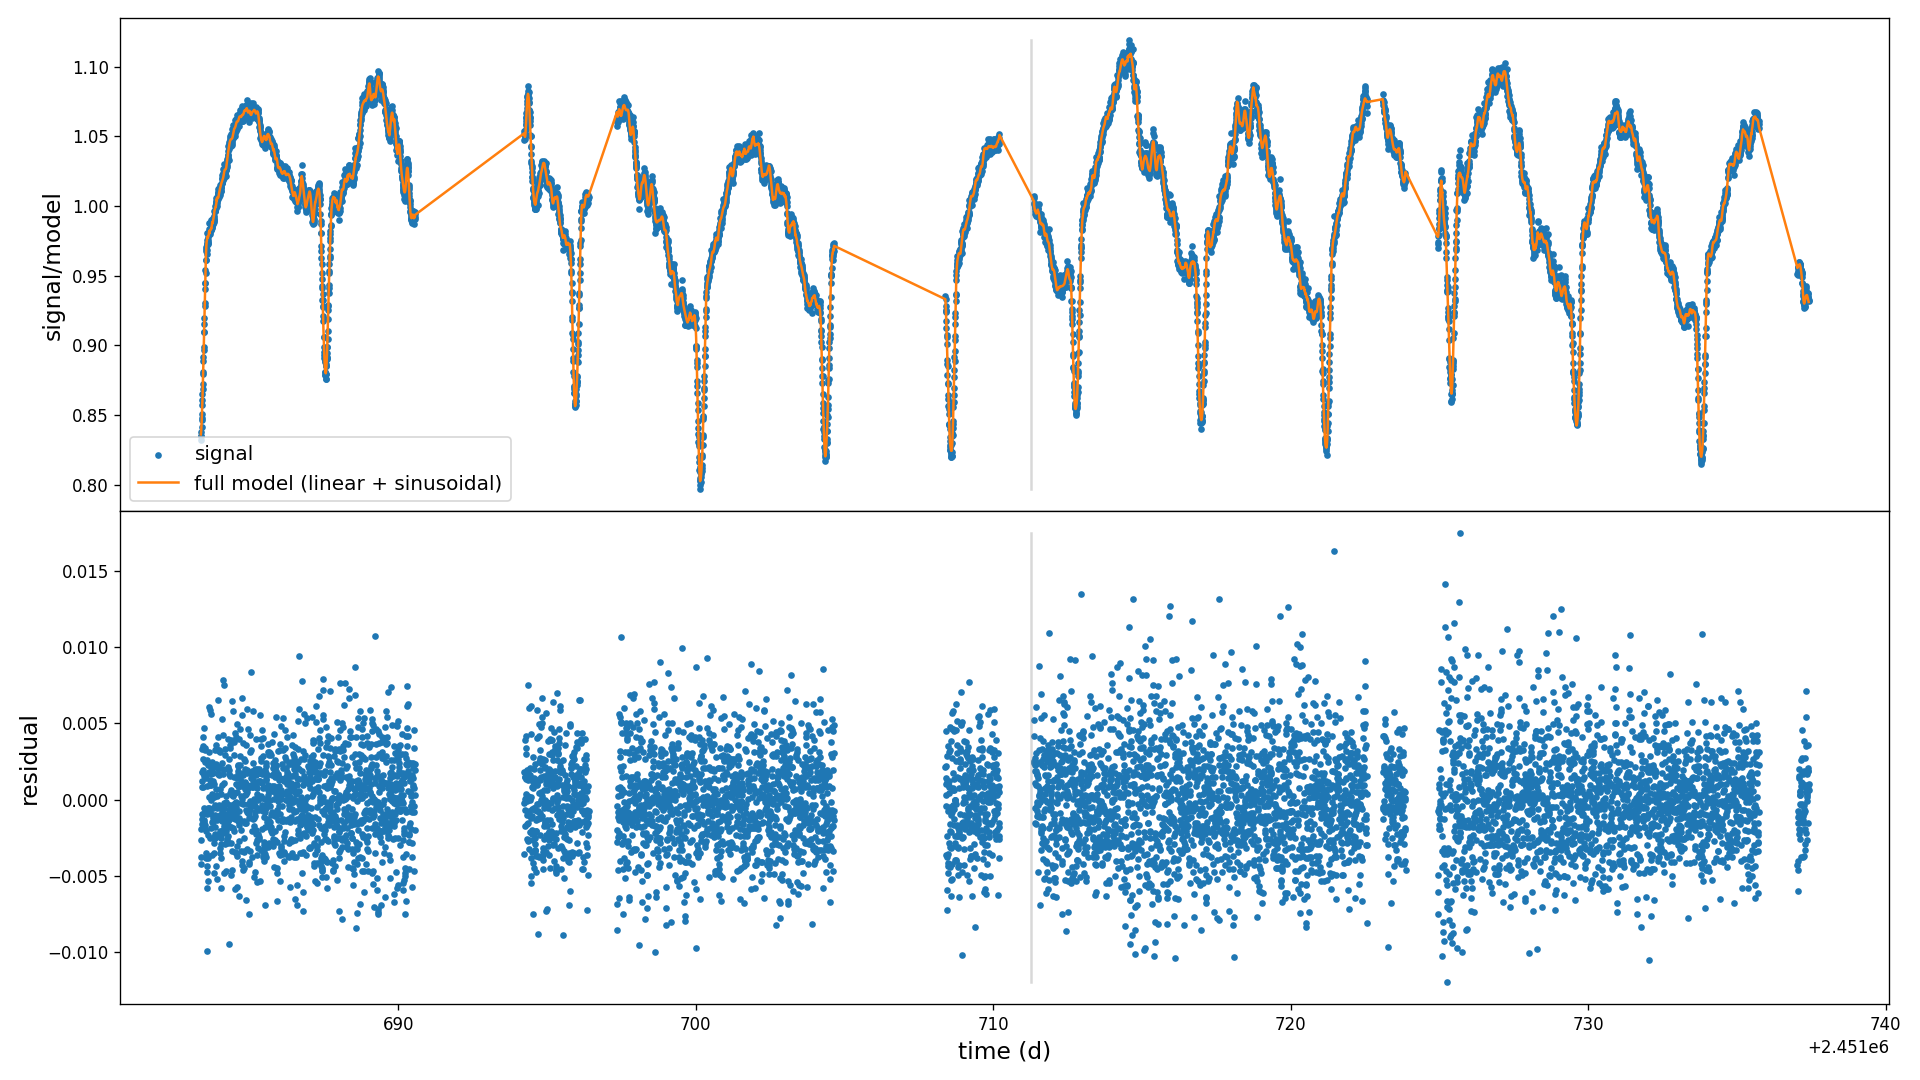 signal/model
1.10
1.05
1.00
0.95
0.90
0.85
0.80
signal
full model (linear + sinusoidal)
residual
0.015
0.010
0.005
0.000
−0.005
−0.010
690 700 710 720 730 740
+2.451e6
time (d)